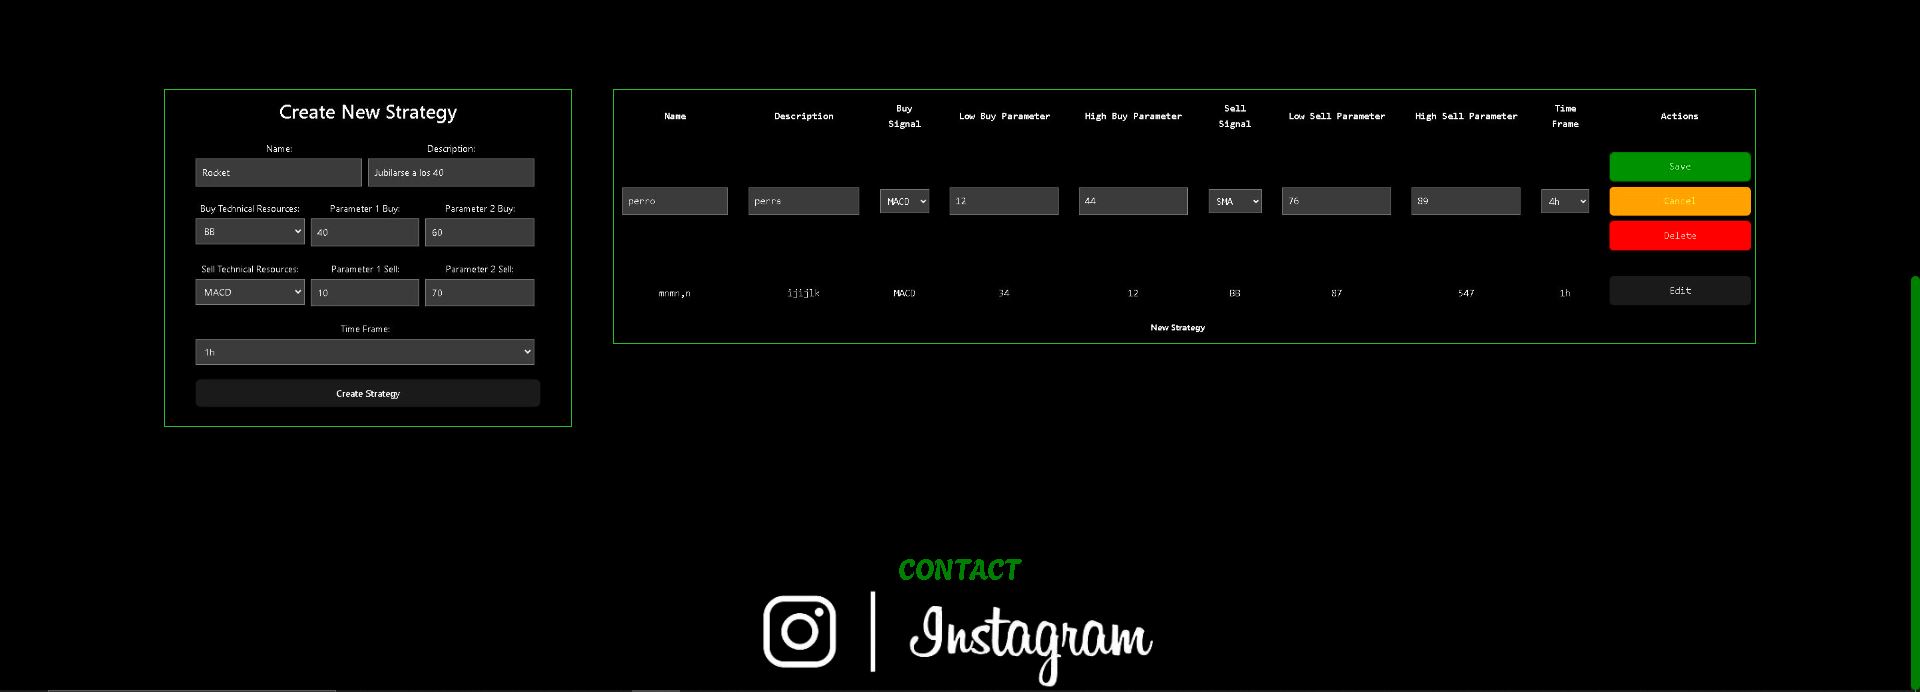 Create New Strategy
Name: Description:
Rocket Jubilarse a los 40
Buy Technical Resources: Parameter 1 Buy: Parameter 2 Buy:
BB 40 60
Sell Technical Resources: Parameter 1 Sell: Parameter 2 Sell:
MACD 10 70
Time Frame:
1h
Create Strategy
Name Description Buy Signal Low Buy Parameter High Buy Parameter Sell Signal Low Sell Parameter High Sell Parameter Time Frame Actions
Save
perro perra MACD 12 44 SMA 76 89 4h Cancel
Delete
mnmn,n ijijlk MACD 34 12 BB 87 547 1h Edit
New Strategy
CONTACT
Instagram